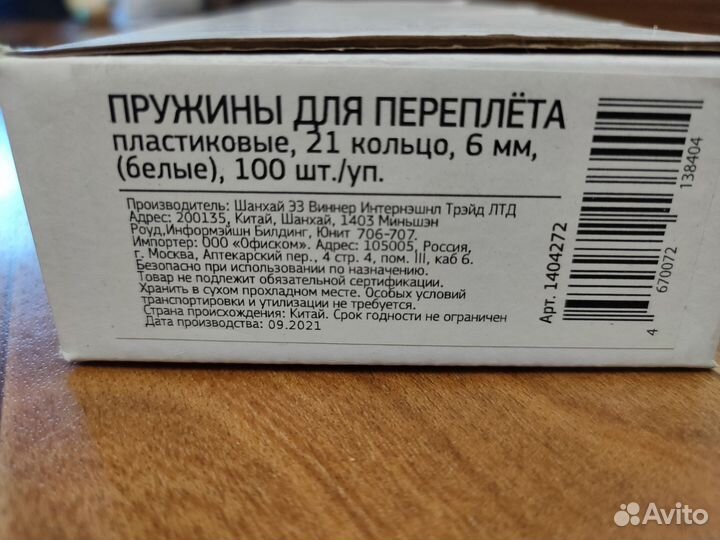 ПРУЖИНЫ ДЛЯ ПЕРЕПЛЁТА
пластиковые, 21 кольцо, 6 мм,
(белые), 100 шт./уп.
Производитель: Шанхай ЭЗ Виннер Интернэшнл Трэйд ЛТД
Адрес: 200135, Китай, Шанхай, 1403 Миньшэн
Роуд,Информэйшн Билдинг, Юнит 706-707.
Импортер: ООО «Офиском». Адрес: 105005, Россия,
г. Москва, Аптекарский пер., 4 стр. 4, пом. III, каб 6.
Безопасно при использовании по назначению.
Товар не подлежит обязательной сертификации.
Хранить в сухом прохладном месте. Особых условий
транспортировки и утилизации не требуется.
Страна происхождения: Китай. Срок годности не ограничен
Дата производства: 09.2021
Арт. 1404272
4 670072 138404
Avito